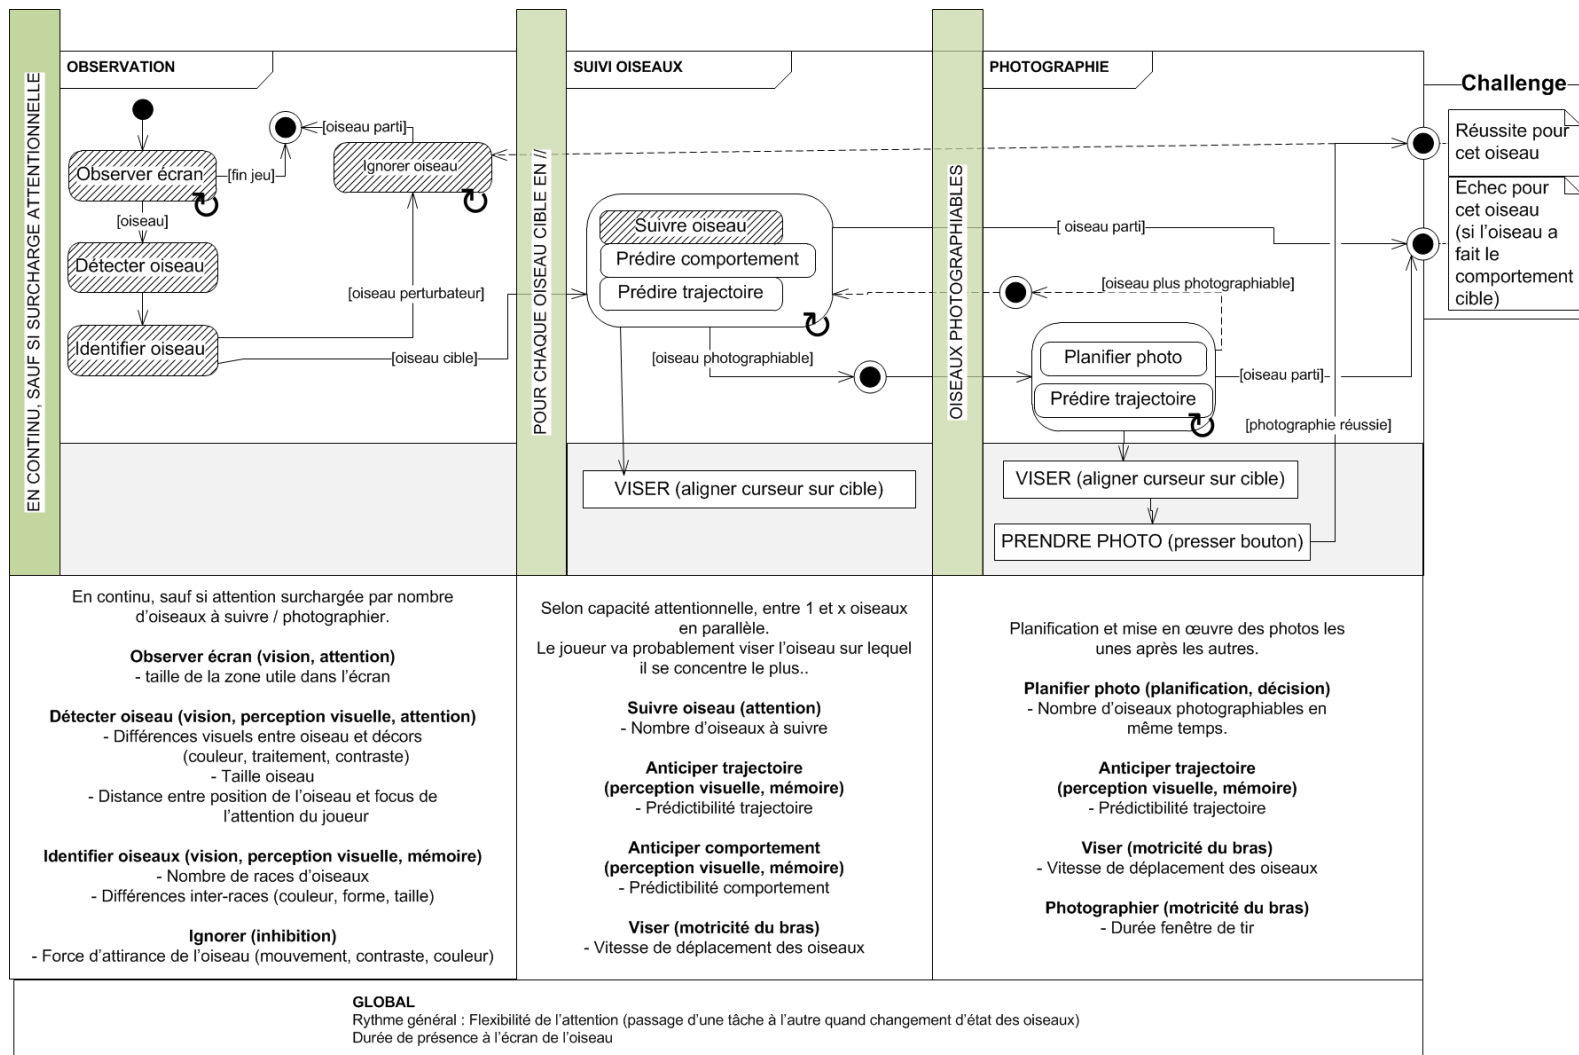 EN CONTINU, SAUF SI SURCHARGE ATTENTIONNELLE
OBSERVATION
Observer écran
[fin jeu]
[oiseau parti]
Ignorer oiseau
[oiseau]
Détecter oiseau
[oiseau perturbateur]
Identifier oiseau
[oiseau cible]
POUR CHAQUE OISEAU CIBLE EN //
SUIVI OISEAUX
Suivre oiseau
Prédire comportement
Prédire trajectoire
[oiseau photographiable]
VISER (aligner curseur sur cible)
OISEAUX PHOTOGRAPHIABLES
PHOTOGRAPHIE
[ oiseau parti]
[oiseau plus photographiable]
Planifier photo
Prédire trajectoire
[oiseau parti]
[photographie réussie]
VISER (aligner curseur sur cible)
PRENDRE PHOTO (presser bouton)
Challenge
Réussite pour
cet oiseau
Echec pour
cet oiseau
(si l’oiseau a
fait le
comportement
cible)
En continu, sauf si attention surchargée par nombre
d’oiseaux à suivre / photographier.
Observer écran (vision, attention)
- taille de la zone utile dans l’écran
Détecter oiseau (vision, perception visuelle, attention)
- Différences visuels entre oiseau et décors
(couleur, traitement, contraste)
- Taille oiseau
- Distance entre position de l’oiseau et focus de
l’attention du joueur
Identifier oiseaux (vision, perception visuelle, mémoire)
- Nombre de races d’oiseaux
- Différences inter-races (couleur, forme, taille)
Ignorer (inhibition)
- Force d’attirance de l’oiseau (mouvement, contraste, couleur)
Selon capacité attentionnelle, entre 1 et x oiseaux
en parallèle.
Le joueur va probablement viser l’oiseau sur lequel
il se concentre le plus..
Suivre oiseau (attention)
- Nombre d’oiseaux à suivre
Anticiper trajectoire
(perception visuelle, mémoire)
- Prédictibilité trajectoire
Anticiper comportement
(perception visuelle, mémoire)
- Prédictibilité comportement
Viser (motricité du bras)
- Vitesse de déplacement des oiseaux
Planification et mise en œuvre des photos les
unes après les autres.
Planifier photo (planification, décision)
- Nombre d’oiseaux photographiables en
même temps.
Anticiper trajectoire
(perception visuelle, mémoire)
- Prédictibilité trajectoire
Viser (motricité du bras)
- Vitesse de déplacement des oiseaux
Photographier (motricité du bras)
- Durée fenêtre de tir
GLOBAL
Rythme général : Flexibilité de l’attention (passage d’une tâche à l’autre quand changement d’état des oiseaux)
Durée de présence à l’écran de l’oiseau